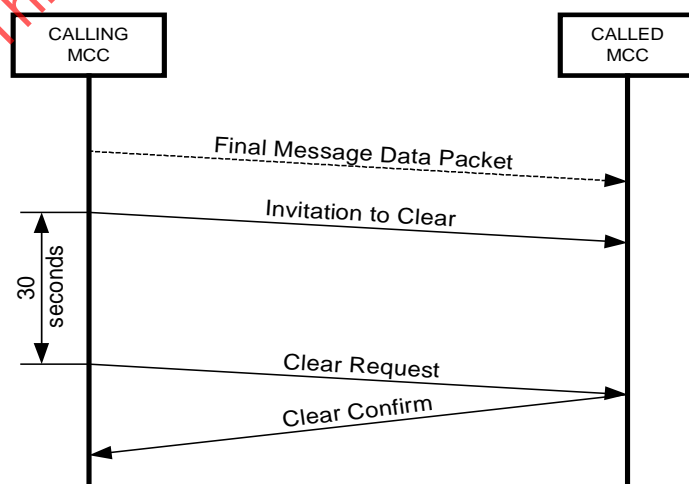 CALLING
MCC
CALLED
MCC
Final Message Data Packet
Invitation to Clear
30
seconds
Clear Request
Clear Confirm